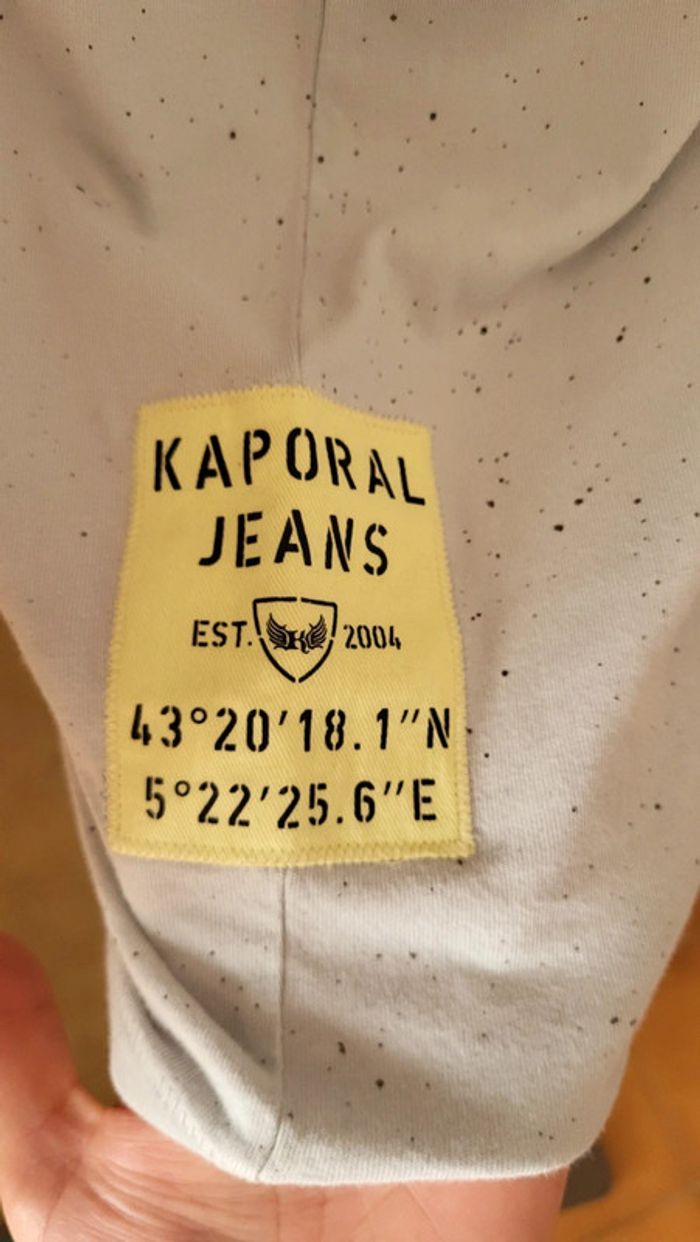 KAPORAL
JEANS
EST. K 2004
43°20'18.1"N
5°22'25.6"E